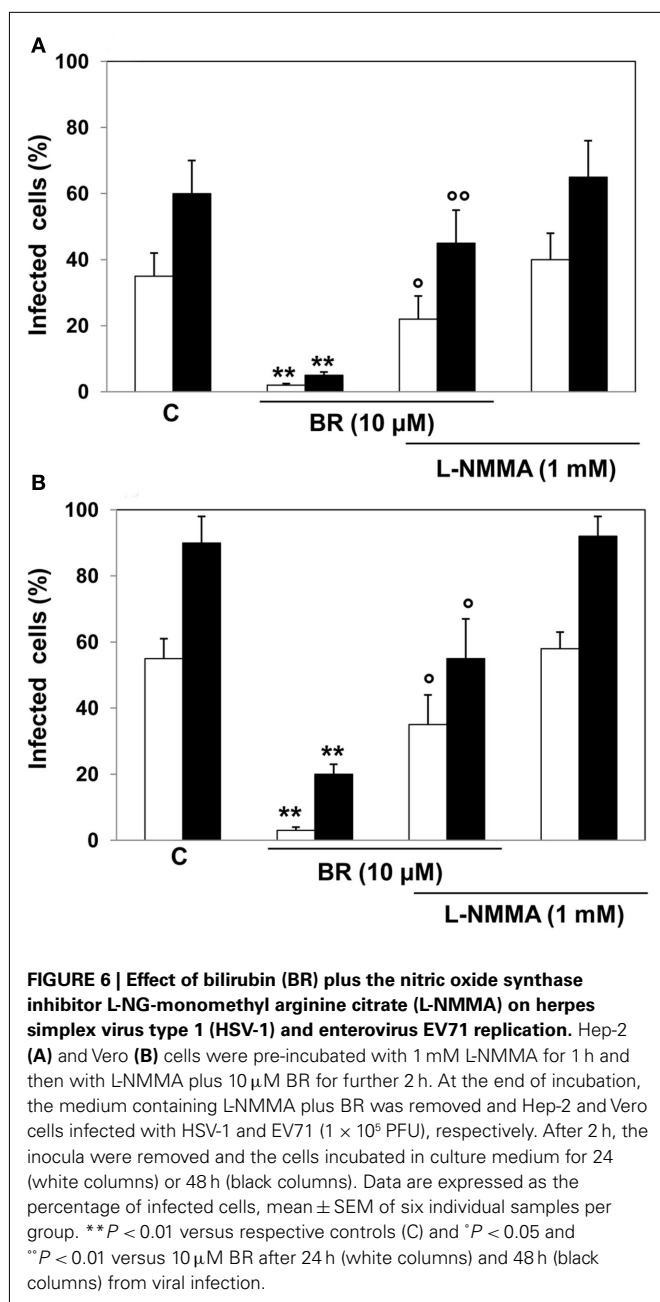 A
100
80
60
40
20
0
Infected cells (%)
** **
° °°
C
BR (10 μM)
L-NMMA (1 mM)
B
100
80
60
40
20
0
Infected cells (%)
** **
° °
C
BR (10 μM)
L-NMMA (1 mM)
FIGURE 6 | Effect of bilirubin (BR) plus the nitric oxide synthase
inhibitor L-NG-monomethyl arginine citrate (L-NMMA) on herpes
simplex virus type 1 (HSV-1) and enterovirus EV71 replication. Hep-2
(A) and Vero (B) cells were pre-incubated with 1 mM L-NMMA for 1 h and
then with L-NMMA plus 10 μM BR for further 2 h. At the end of incubation,
the medium containing L-NMMA plus BR was removed and Hep-2 and Vero
cells infected with HSV-1 and EV71 (1 × 10⁵ PFU), respectively. After 2 h, the
inocula were removed and the cells incubated in culture medium for 24
(white columns) or 48 h (black columns). Data are expressed as the
percentage of infected cells, mean ± SEM of six individual samples per
group. **P < 0.01 versus respective controls (C) and °P < 0.05 and
°°P < 0.01 versus 10 μM BR after 24 h (white columns) and 48 h (black
columns) from viral infection.